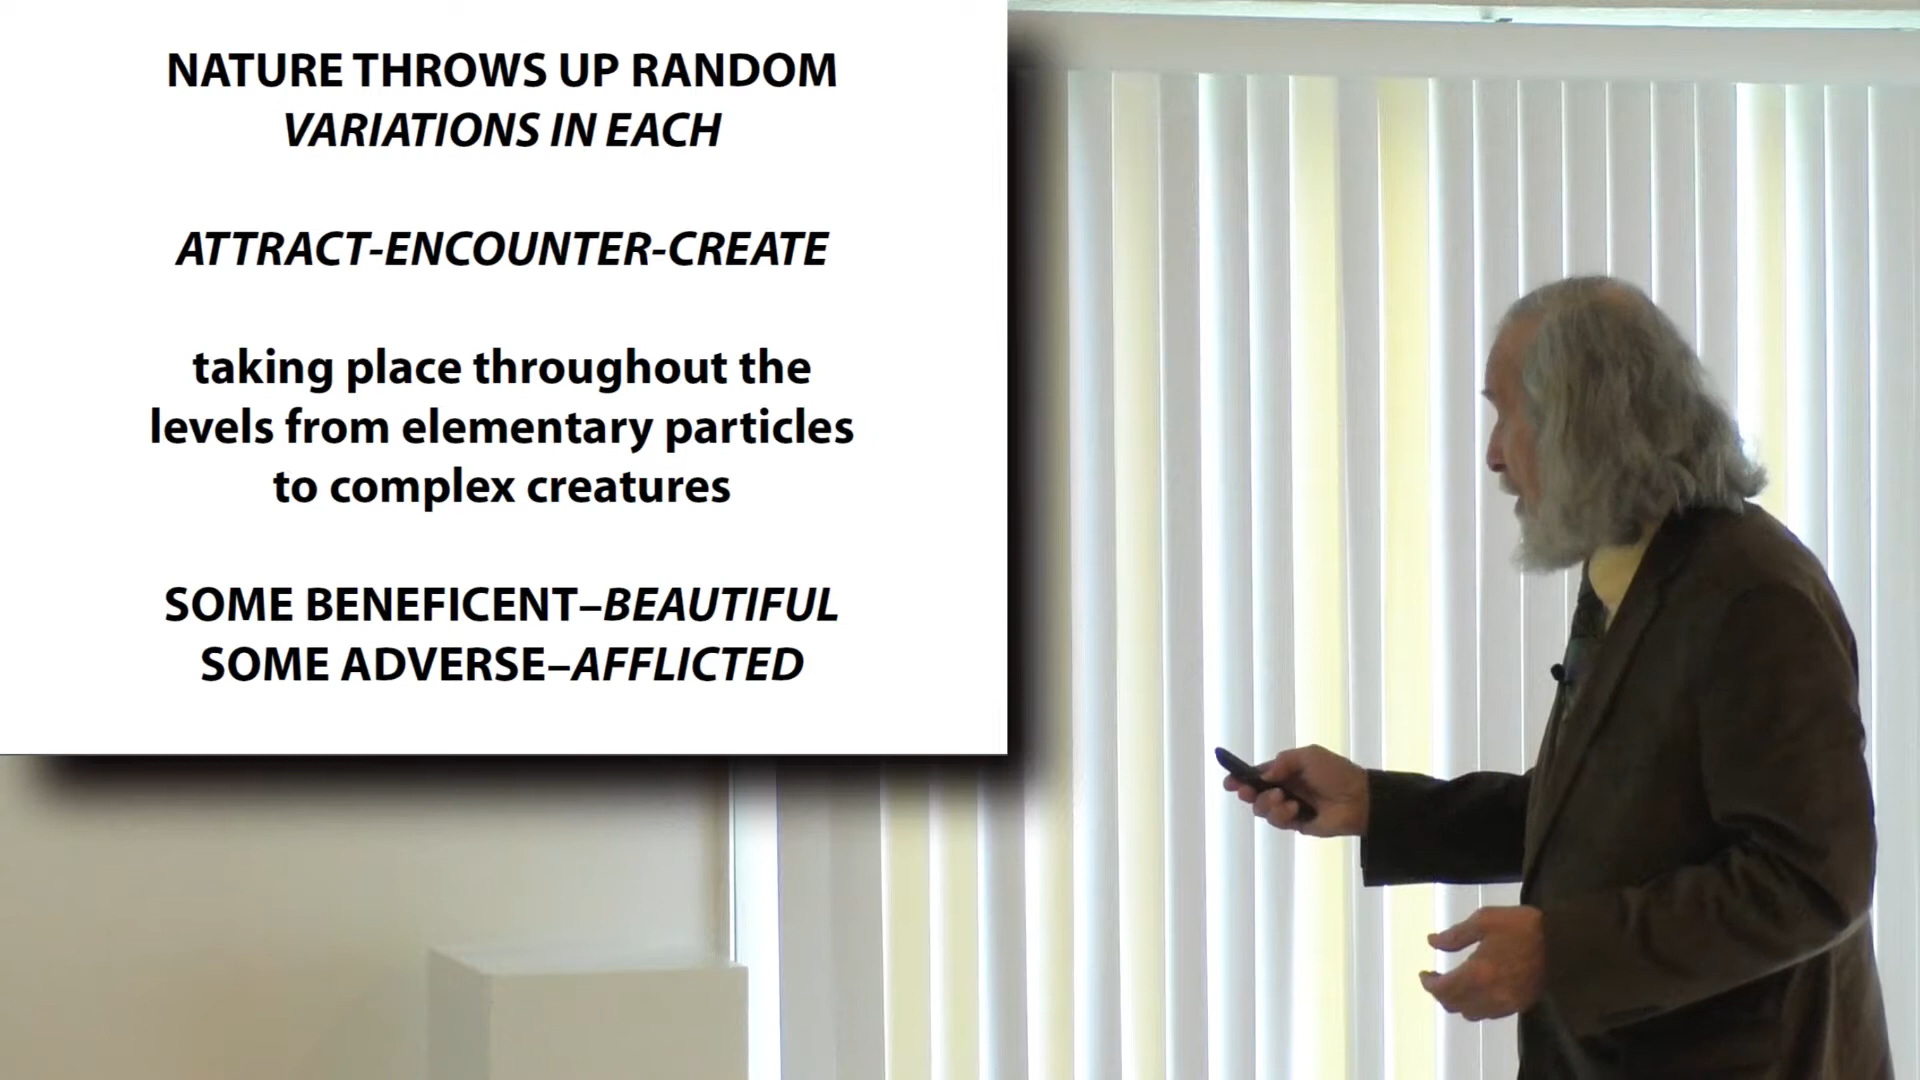 NATURE THROWS UP RANDOM
VARIATIONS IN EACH
ATTRACT-ENCOUNTER-CREATE
taking place throughout the
levels from elementary particles
to complex creatures
SOME BENEFICENT–BEAUTIFUL
SOME ADVERSE–AFFLICTED